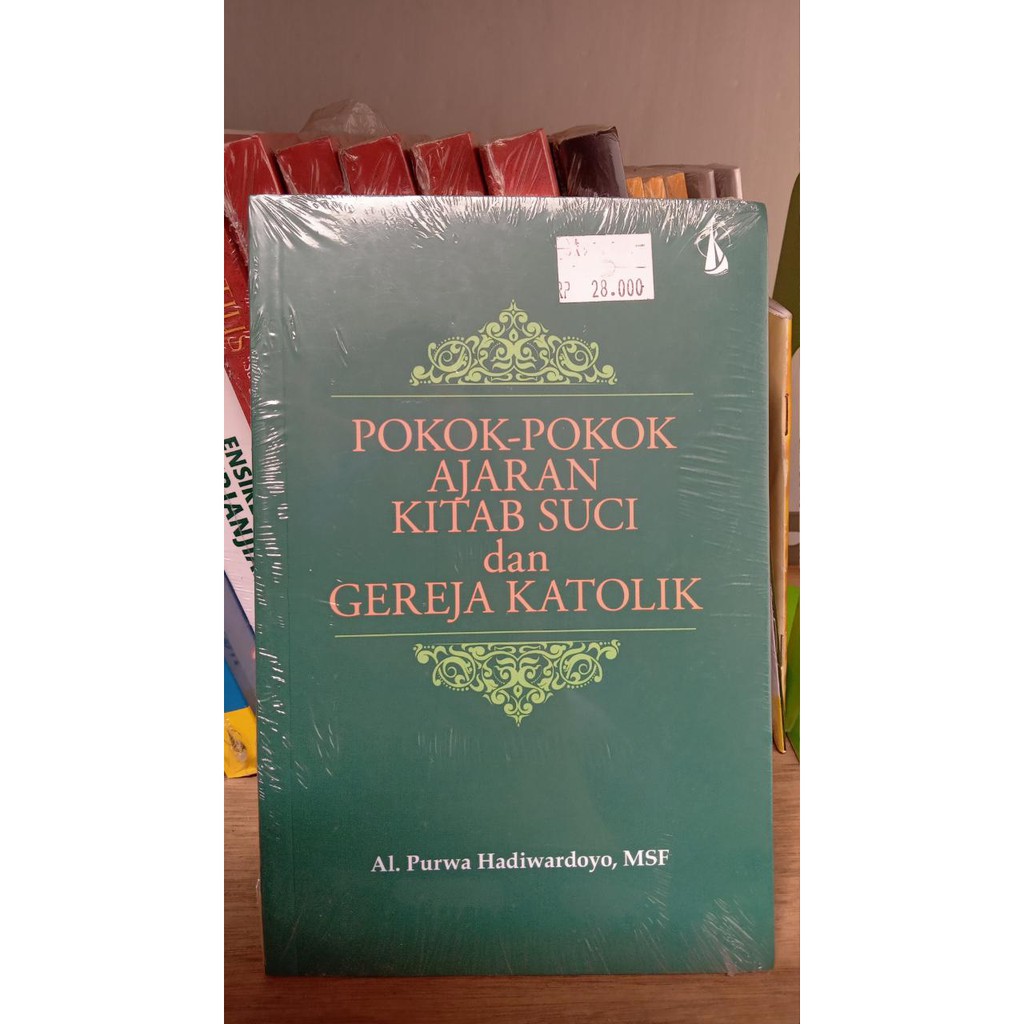 RP 28.000
POKOK-POKOK
AJARAN
KITAB SUCI
dan
GEREJA KATOLIK
Al. Purwa Hadiwardoyo, MSF